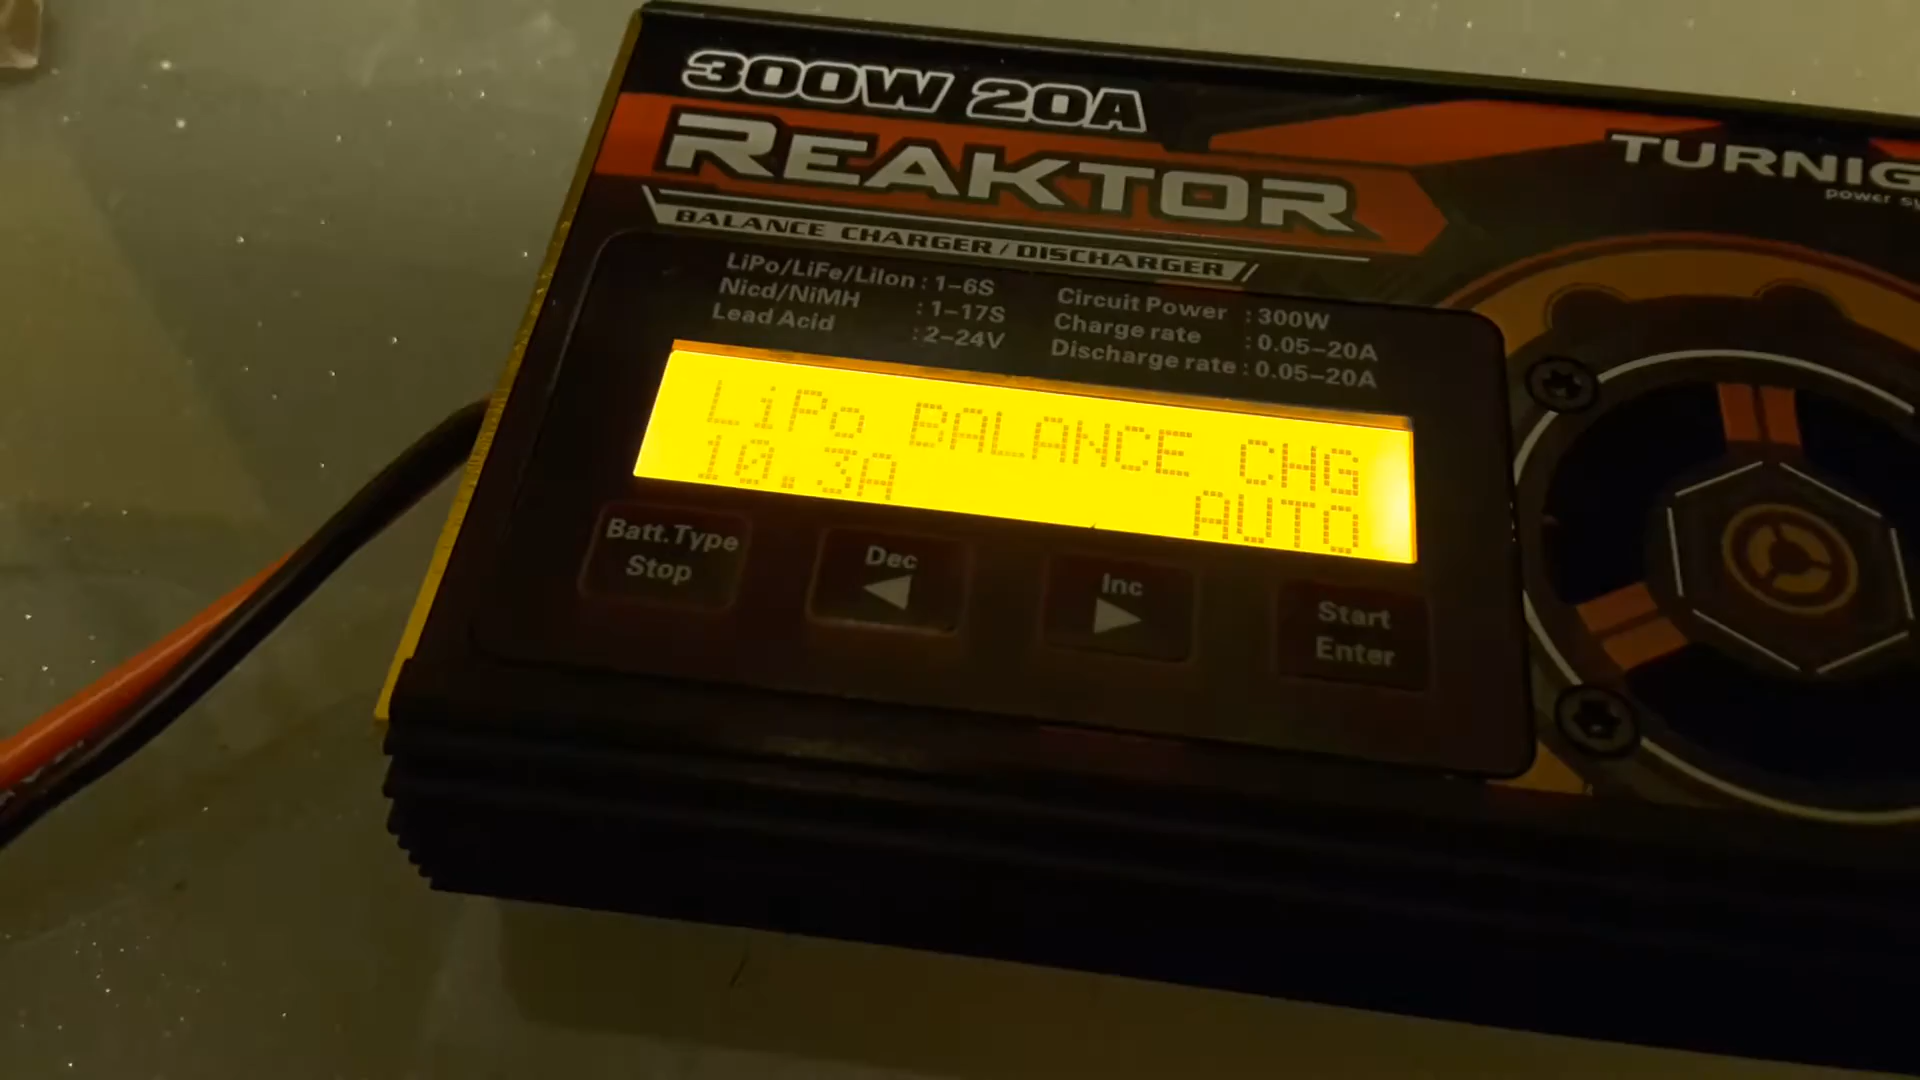 300W 20A
REAKTOR
TURNIG
power sy
BALANCE CHARGER/DISCHARGER
LiPo/LiFe/LiIon : 1-6S
Nicd/NiMH : 1-17S
Lead Acid : 2-24V
Circuit Power : 300W
Charge rate : 0.05-20A
Discharge rate : 0.05-20A
LiPo BALANCE CHG
10.3A AUTO
Batt.Type
Stop
Dec
Inc
Start
Enter